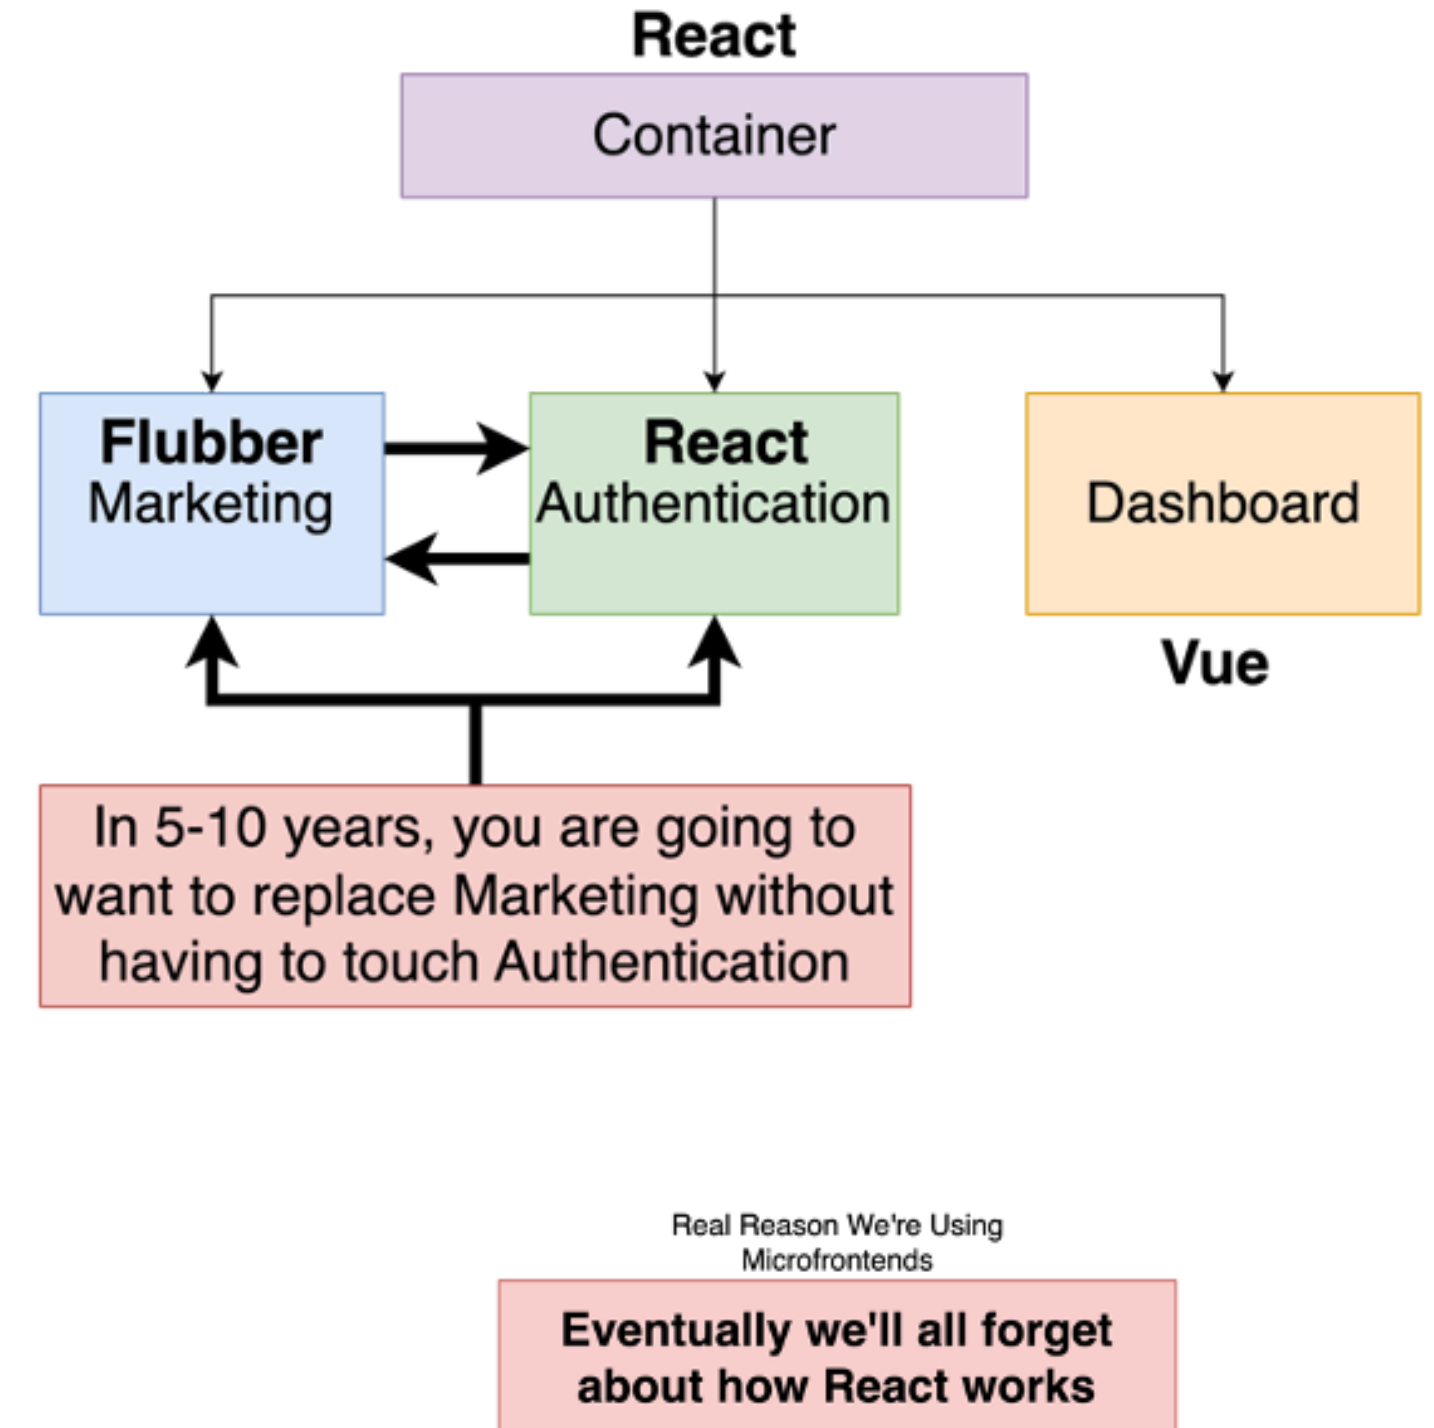 React
Container
Flubber
Marketing
React
Authentication
Dashboard
Vue
In 5-10 years, you are going to
want to replace Marketing without
having to touch Authentication
Real Reason We're Using
Microfrontends
Eventually we'll all forget
about how React works